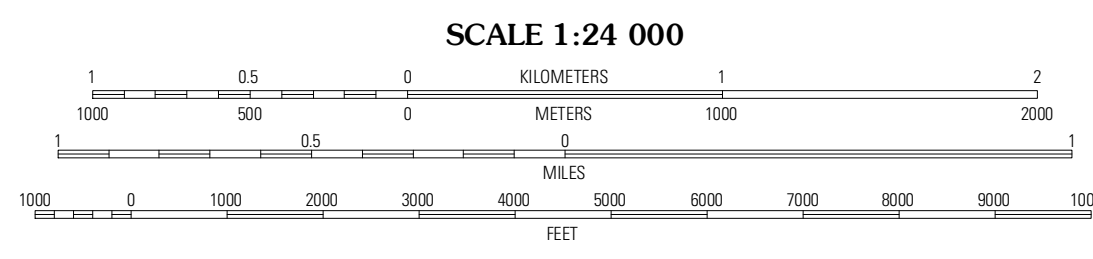 SCALE 1:24 000
1 0.5 0 KILOMETERS 1 2
1000 500 0 METERS 1000 2000
1 0.5 0 1
MILES
1000 0 1000 2000 3000 4000 5000 6000 7000 8000 9000 100
FEET